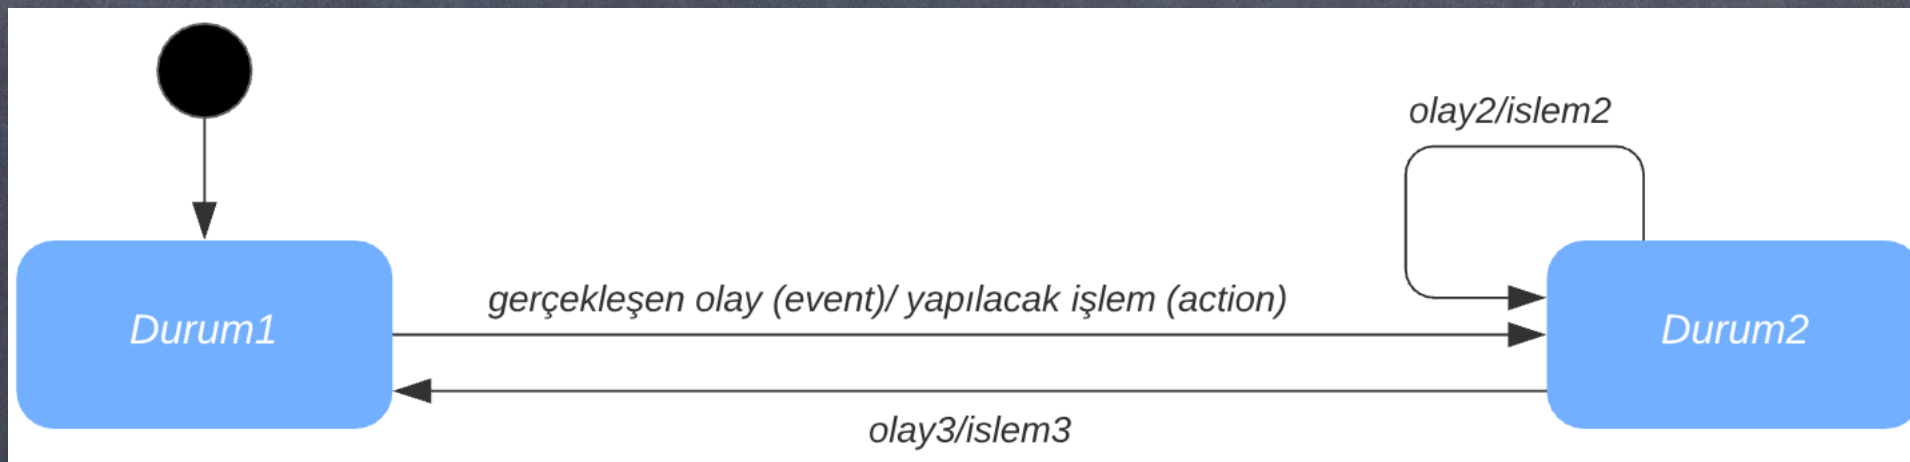 olay2/islem2
gerçekleşen olay (event)/ yapılacak işlem (action)
Durum1
Durum2
olay3/islem3